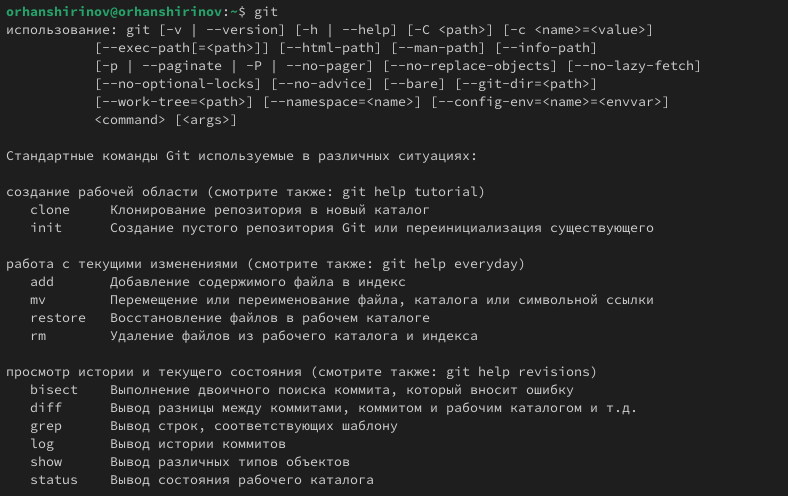 orhanshirinov@orhanshirinov:~$ git
использование: git [-v | --version] [-h | --help] [-C <path>] [-c <name>=<value>]
           [--exec-path[=<path>]] [--html-path] [--man-path] [--info-path]
           [-p | --paginate | -P | --no-pager] [--no-replace-objects] [--no-lazy-fetch]
           [--no-optional-locks] [--no-advice] [--bare] [--git-dir=<path>]
           [--work-tree=<path>] [--namespace=<name>] [--config-env=<name>=<envvar>]
           <command> [<args>]

Стандартные команды Git используемые в различных ситуациях:

создание рабочей области (смотрите также: git help tutorial)
   clone     Клонирование репозитория в новый каталог
   init      Создание пустого репозитория Git или переинициализация существующего

работа с текущими изменениями (смотрите также: git help everyday)
   add       Добавление содержимого файла в индекс
   mv        Перемещение или переименование файла, каталога или символьной ссылки
   restore   Восстановление файлов в рабочем каталоге
   rm        Удаление файлов из рабочего каталога и индекса

просмотр истории и текущего состояния (смотрите также: git help revisions)
   bisect    Выполнение двоичного поиска коммита, который вносит ошибку
   diff      Вывод разницы между коммитами, коммитом и рабочим каталогом и т.д.
   grep      Вывод строк, соответствующих шаблону
   log       Вывод истории коммитов
   show      Вывод различных типов объектов
   status    Вывод состояния рабочего каталога